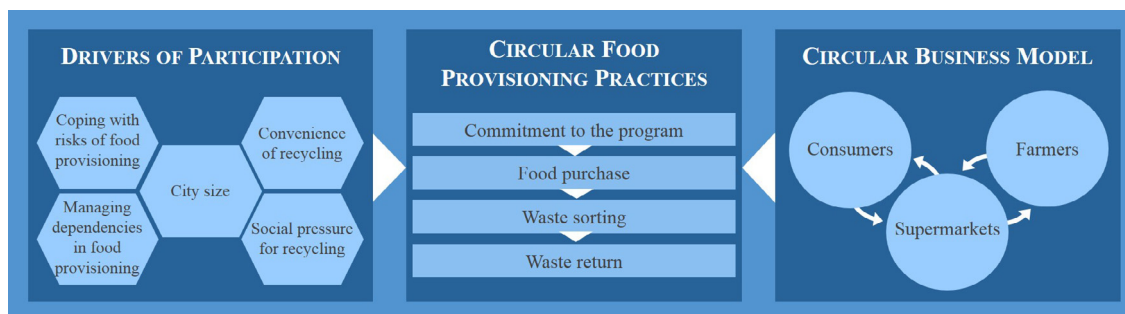 DRIVERS OF PARTICIPATION
Coping with
risks of food
provisioning
Convenience
of recycling
City size
Managing
dependencies
in food
provisioning
Social pressure
for recycling
CIRCULAR FOOD
PROVISIONING PRACTICES
Commitment to the program
Food purchase
Waste sorting
Waste return
CIRCULAR BUSINESS MODEL
Consumers
Farmers
Supermarkets